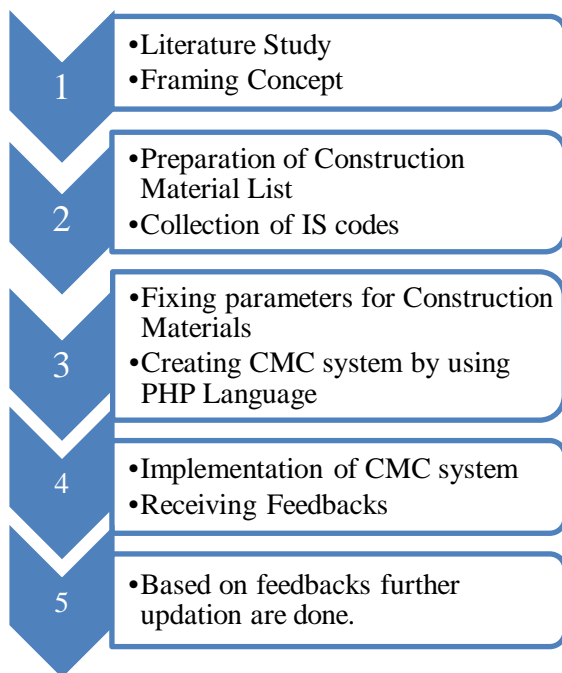 1
•Literature Study
•Framing Concept
2
•Preparation of Construction
Material List
•Collection of IS codes
3
•Fixing parameters for Construction
Materials
•Creating CMC system by using
PHP Language
4
•Implementation of CMC system
•Receiving Feedbacks
5
•Based on feedbacks further
updation are done.